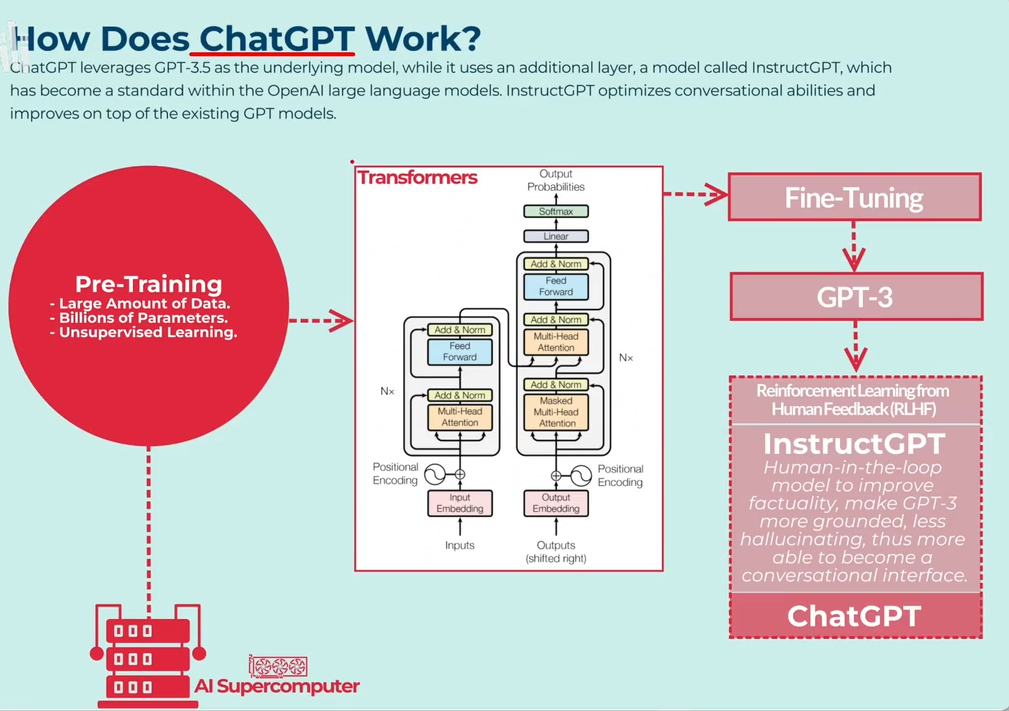 How Does ChatGPT Work?
ChatGPT leverages GPT-3.5 as the underlying model, while it uses an additional layer, a model called InstructGPT, which
has become a standard within the OpenAI large language models. InstructGPT optimizes conversational abilities and
improves on top of the existing GPT models.
Pre-Training
- Large Amount of Data.
- Billions of Parameters.
- Unsupervised Learning.
AI Supercomputer
Transformers
Output
Probabilities
Softmax
Linear
Add & Norm
Feed
Forward
Add & Norm
Multi-Head
Attention
Nx
Add & Norm
Masked
Multi-Head
Attention
Add & Norm
Feed
Forward
Nx
Add & Norm
Multi-Head
Attention
Positional
Encoding
Positional
Encoding
Input
Embedding
Output
Embedding
Inputs
Outputs
(shifted right)
Fine-Tuning
GPT-3
Reinforcement Learning from
Human Feedback (RLHF)
InstructGPT
Human-in-the-loop
model to improve
factuality, make GPT-3
more grounded, less
hallucinating, thus more
able to become a
conversational interface.
ChatGPT